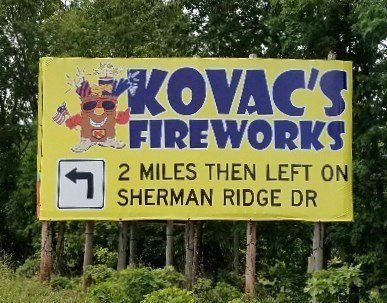 KOVAC'S
FIREWORKS
2 MILES THEN LEFT ON
SHERMAN RIDGE DR